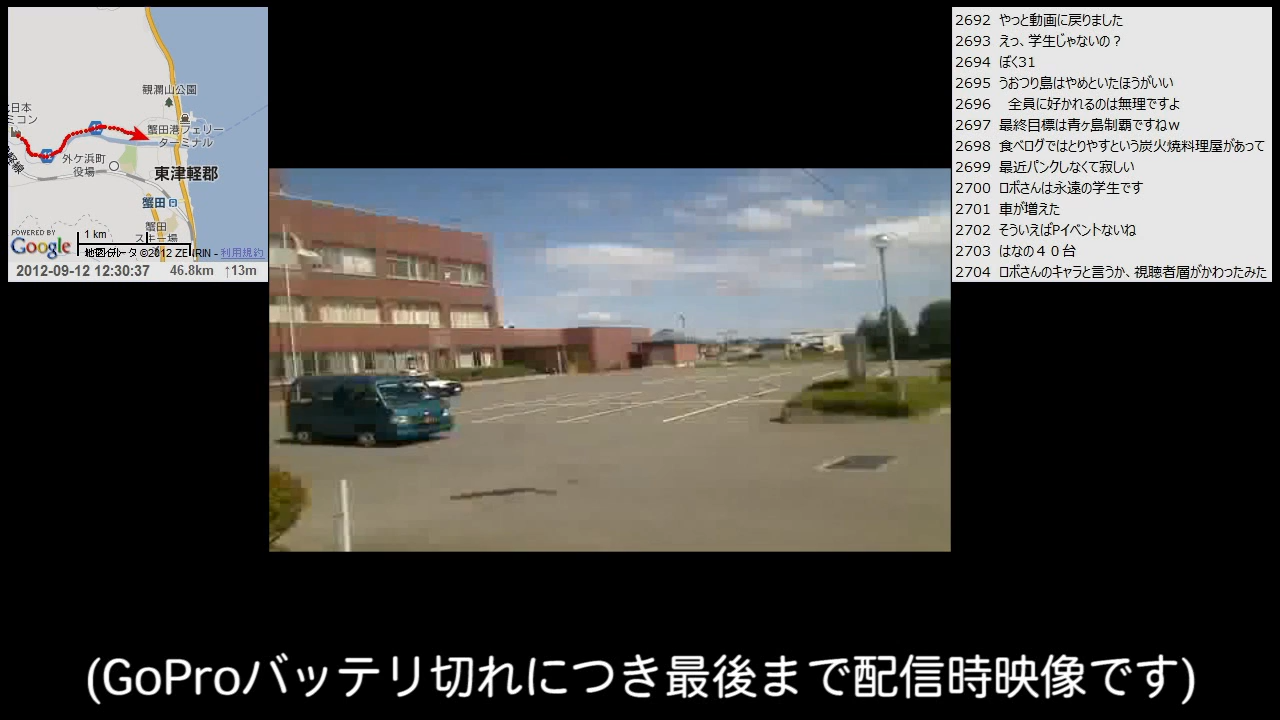 観瀾山公園
蟹田港フェリー
ターミナル
外ケ浜町
役場
東津軽郡
蟹田
蟹田
スキー場
POWERED BY
Google
1 km
©2012 ZENRIN - 利用規約
2012-09-12 12:30:37 46.8km ↑13m
2692 やっと動画に戻りました
2693 えっ、学生じゃないの？
2694 ぼく31
2695 うおつり島はやめといたほうがいい
2696 全員に好かれるのは無理ですよ
2697 最終目標は青ヶ島制覇ですねw
2698 食べログではとりやすという炭火焼料理屋があって
2699 最近パンクしなくて寂しい
2700 ロボさんは永遠の学生です
2701 車が増えた
2702 そういえばPイベントないね
2703 はなの４０台
2704 ロボさんのキャラと言うか、視聴者層がかわったみた
(GoProバッテリ切れにつき最後まで配信時映像です)